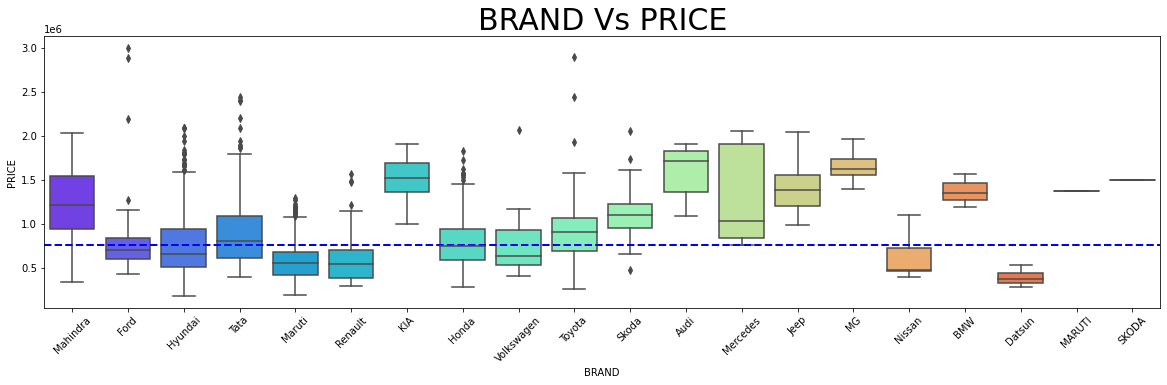 BRAND Vs PRICE
1e6
3.0
2.5
2.0
1.5
1.0
0.5
PRICE
Mahindra
Ford
Hyundai
Tata
Maruti
Renault
KIA
Honda
Volkswagen
Toyota
Skoda
Audi
Mercedes
Jeep
MG
Nissan
BMW
Datsun
MARUTI
SKODA
BRAND